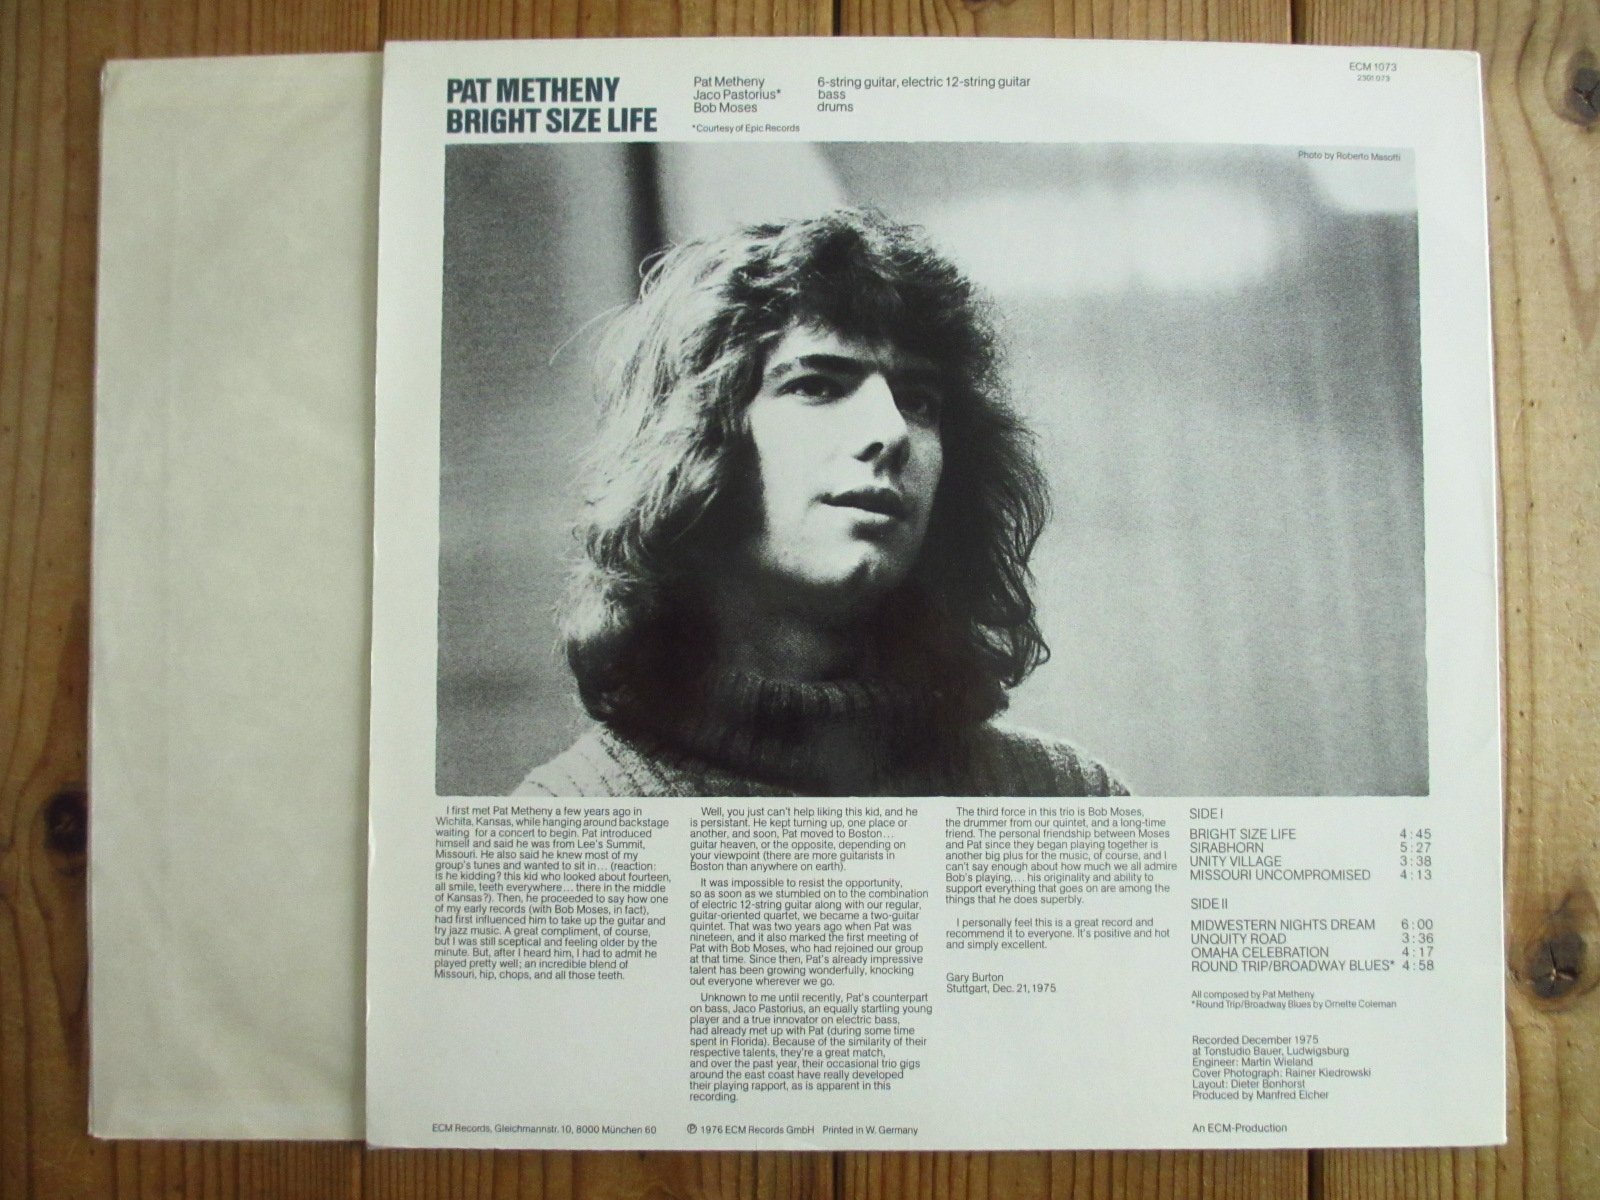 PAT METHENY
BRIGHT SIZE LIFE
Pat Metheny 6-string guitar, electric 12-string guitar
Jaco Pastorius* bass
Bob Moses drums
*Courtesy of Epic Records
ECM 1073
2301 073
Photo by Roberto Masotti
I first met Pat Metheny a few years ago in
Wichita, Kansas, while hanging around backstage
waiting for a concert to begin. Pat introduced
himself and said he was from Lee's Summit,
Missouri. He also said he knew most of my
group's tunes and wanted to sit in... (reaction:
is he kidding? this kid who looked about fourteen,
all smile, teeth everywhere... there in the middle
of Kansas?). Then, he proceeded to say how one
of my early records (with Bob Moses, in fact),
had first influenced him to take up the guitar and
try jazz music. A great compliment, of course,
but I was still sceptical and feeling older by the
minute. But, after I heard him, I had to admit he
played pretty well; an incredible blend of
Missouri, hip, chops, and all those teeth.
Well, you just can't help liking this kid, and he
is persistant. He kept turning up, one place or
another, and soon, Pat moved to Boston...
guitar heaven, or the opposite, depending on
your viewpoint (there are more guitarists in
Boston than anywhere on earth).
It was impossible to resist the opportunity,
so as soon as we stumbled on to the combination
of electric 12-string guitar along with our regular,
guitar-oriented quartet, we became a two-guitar
quintet. That was two years ago when Pat was
nineteen, and it also marked the first meeting of
Pat with Bob Moses, who had rejoined our group
at that time. Since then, Pat's already impressive
talent has been growing wonderfully, knocking
out everyone wherever we go.
Unknown to me until recently, Pat's counterpart
on bass, Jaco Pastorius, an equally startling young
player and a true innovator on electric bass,
had already met up with Pat (during some time
spent in Florida). Because of the similarity of their
respective talents, they're a great match,
and over the past year, their occasional trio gigs
around the east coast have really developed
their playing rapport, as is apparent in this
recording.
The third force in this trio is Bob Moses,
the drummer from our quintet, and a long-time
friend. The personal friendship between Moses
and Pat since they began playing together is
another big plus for the music, of course, and I
can't say enough about how much we all admire
Bob's playing,... his originality and ability to
support everything that goes on are among the
things that he does superbly.
I personally feel this is a great record and
recommend it to everyone. It's positive and hot
and simply excellent.
Gary Burton
Stuttgart, Dec. 21, 1975
SIDE I
BRIGHT SIZE LIFE 4:45
SIRABHORN 5:27
UNITY VILLAGE 3:38
MISSOURI UNCOMPROMISED 4:13
SIDE II
MIDWESTERN NIGHTS DREAM 6:00
UNQUITY ROAD 3:36
OMAHA CELEBRATION 4:17
ROUND TRIP/BROADWAY BLUES* 4:58
All composed by Pat Metheny
*Round Trip/Broadway Blues by Ornette Coleman
Recorded December 1975
at Tonstudio Bauer, Ludwigsburg
Engineer: Martin Wieland
Cover Photograph: Rainer Kiedrowski
Layout: Dieter Bonhorst
Produced by Manfred Eicher
ECM Records, Gleichmannstr. 10, 8000 München 60
℗ 1976 ECM Records GmbH Printed in W. Germany
An ECM-Production